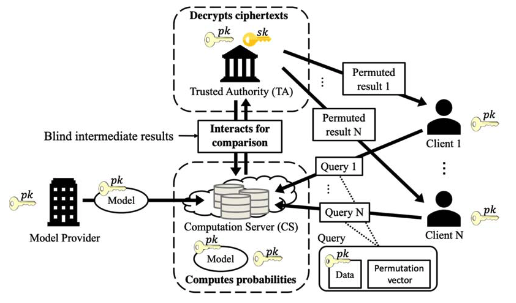 Decrypts ciphertexts
pk
sk
Trusted Authority (TA)
Permuted
result 1
pk
Client 1
Permuted
result N
Blind intermediate results
Interacts for
comparison
Query 1
pk
Model Provider
pk
Model
Computation Server (CS)
Query N
pk
Client N
pk
Model
pk
Computes probabilities
Query
pk
Data
Permutation
vector